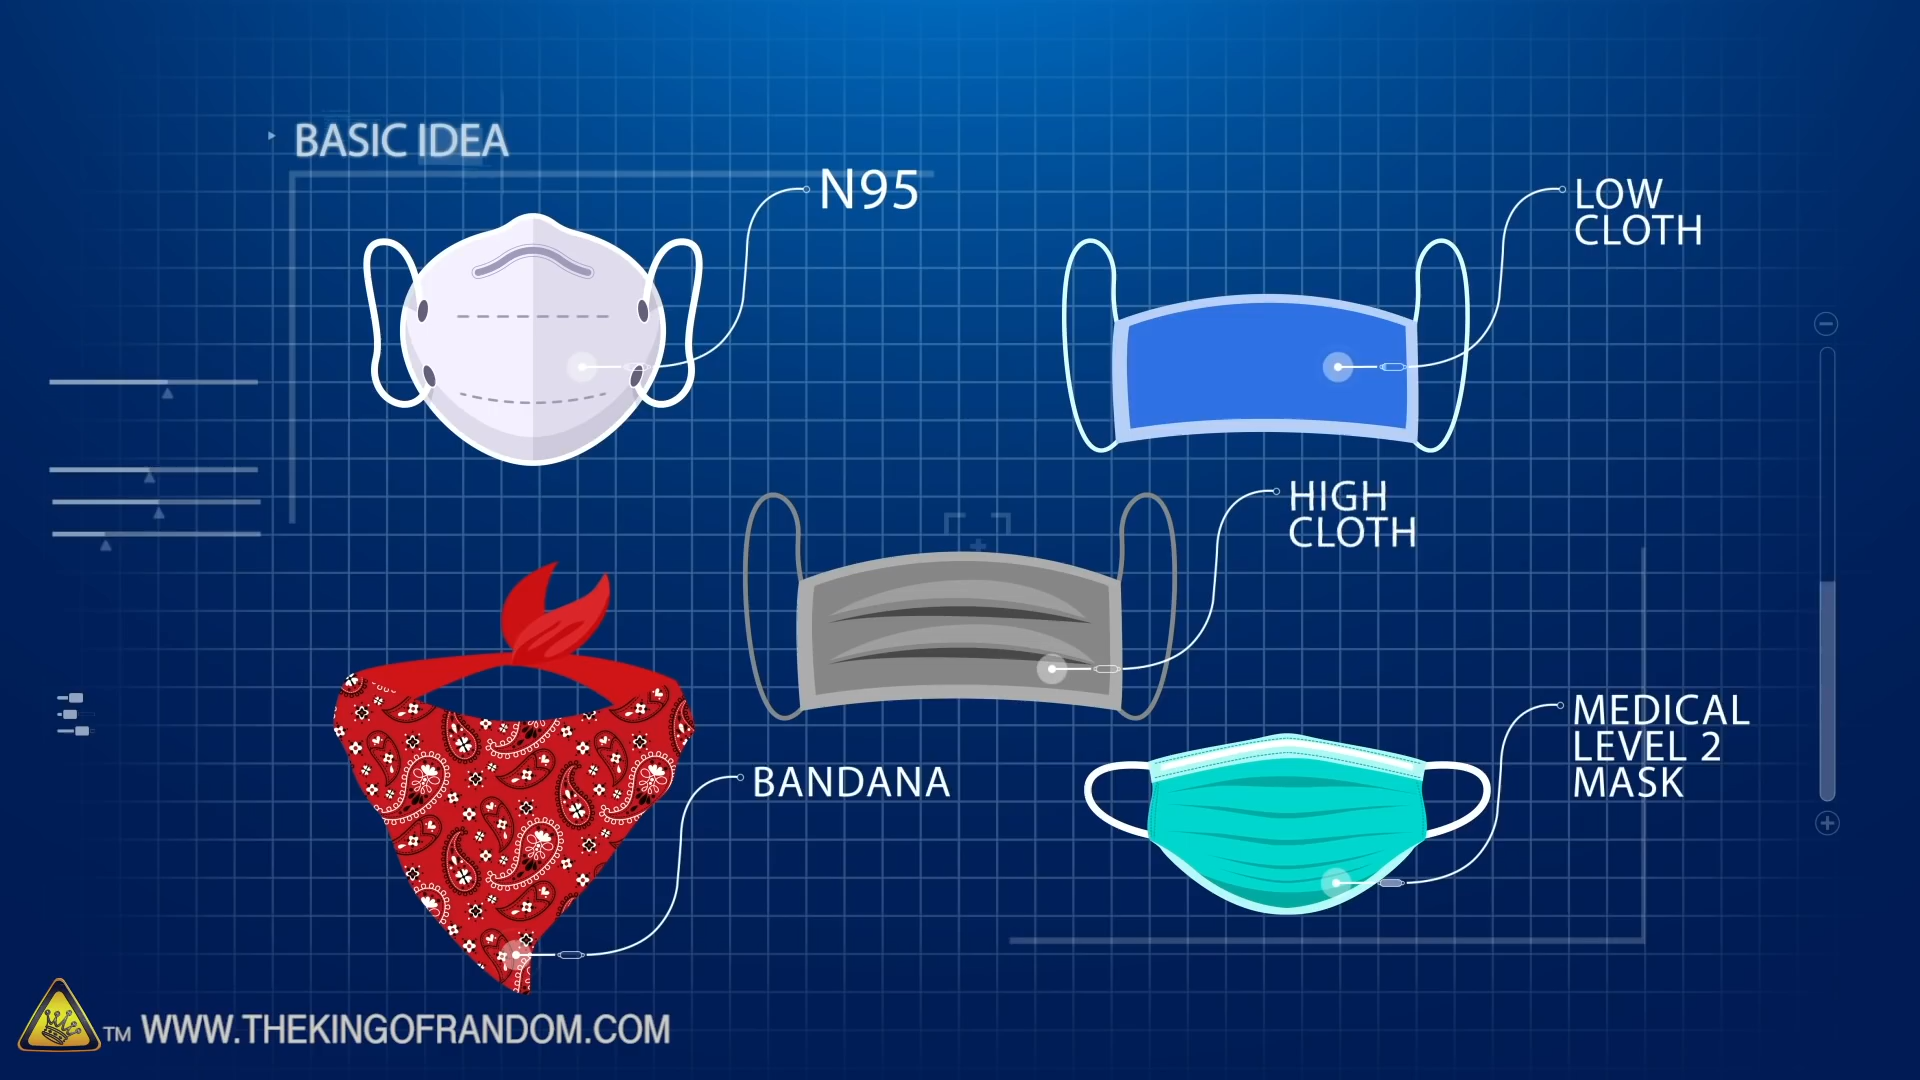 BASIC IDEA
N95
LOW
CLOTH
HIGH
CLOTH
BANDANA
MEDICAL
LEVEL 2
MASK
TM WWW.THEKINGOFRANDOM.COM